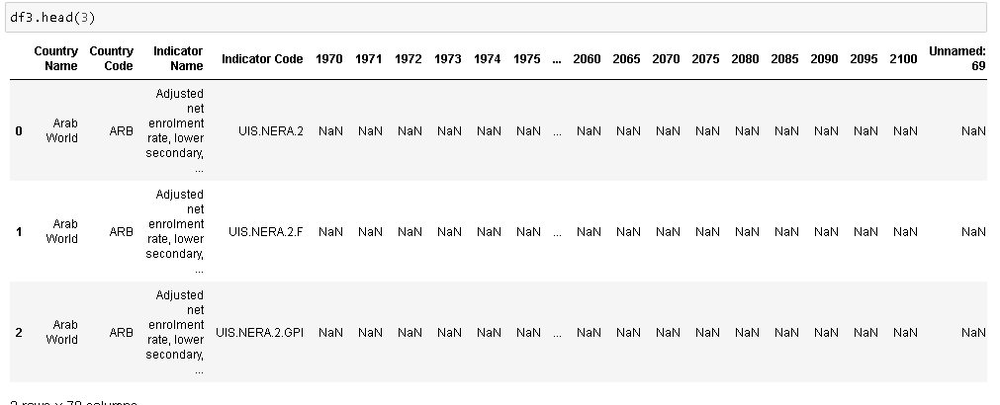 df3.head(3)
Country Name Country Code Indicator Name Indicator Code 1970 1971 1972 1973 1974 1975 ... 2060 2065 2070 2075 2080 2085 2090 2095 2100 Unnamed: 69
0 Arab World ARB Adjusted net enrolment rate, lower secondary, ... UIS.NERA.2 NaN NaN NaN NaN NaN NaN ... NaN NaN NaN NaN NaN NaN NaN NaN NaN NaN
1 Arab World ARB Adjusted net enrolment rate, lower secondary, ... UIS.NERA.2.F NaN NaN NaN NaN NaN NaN ... NaN NaN NaN NaN NaN NaN NaN NaN NaN NaN
2 Arab World ARB Adjusted net enrolment rate, lower secondary, ... UIS.NERA.2.GPI NaN NaN NaN NaN NaN NaN ... NaN NaN NaN NaN NaN NaN NaN NaN NaN NaN